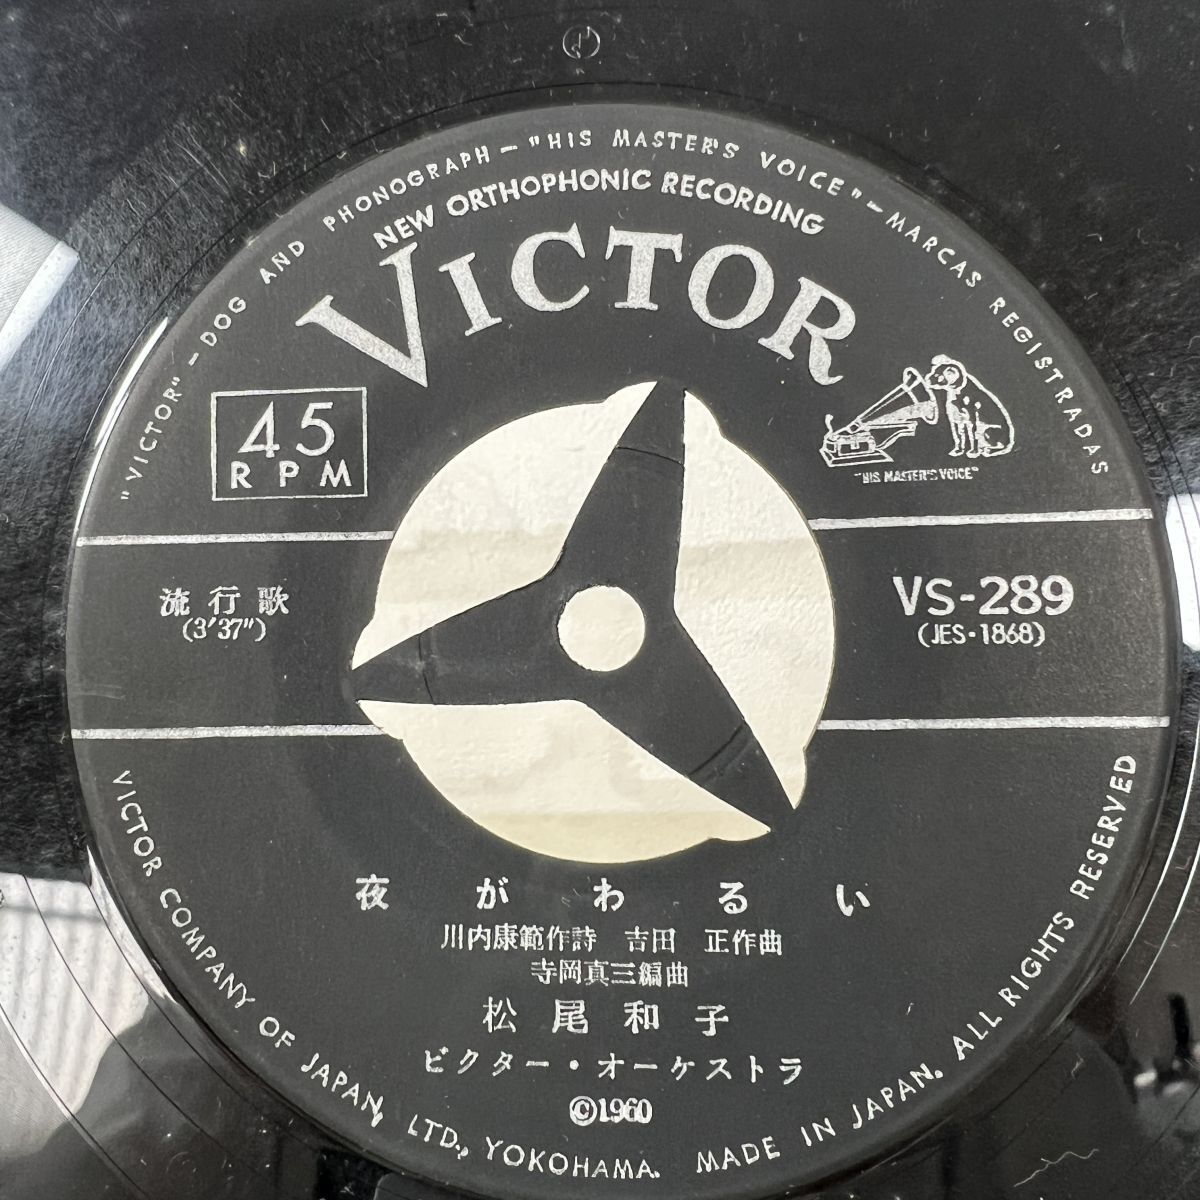 "VICTOR" - DOG AND PHONOGRAPH - "HIS MASTER'S VOICE" - MARCAS REGISTRADAS
NEW ORTHOPHONIC RECORDING
VICTOR
45
RPM
"HIS MASTER'S VOICE"
流行歌
(3'37")
VS-289
(JES・1868)
夜がわるい
川内康範作詩 吉田 正作曲
寺岡真三編曲
松尾和子
ビクター・オーケストラ
©1960
VICTOR COMPANY OF JAPAN, LTD., YOKOHAMA. MADE IN JAPAN. ALL RIGHTS RESERVED